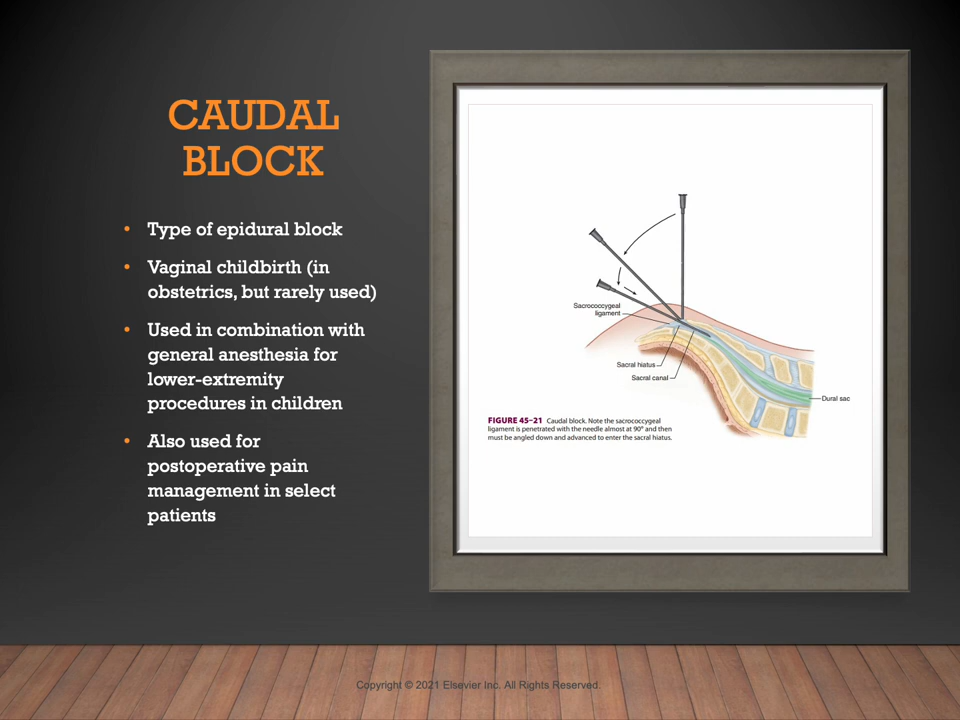 CAUDAL
BLOCK
• Type of epidural block
• Vaginal childbirth (in
obstetrics, but rarely used)
• Used in combination with
general anesthesia for
lower-extremity
procedures in children
• Also used for
postoperative pain
management in select
patients
Sacrococcygeal
ligament
Sacral hiatus
Sacral canal
Dural sac
FIGURE 45–21 Caudal block. Note the sacrococcygeal
ligament is penetrated with the needle almost at 90° and then
must be angled down and advanced to enter the sacral hiatus.
Copyright © 2021 Elsevier Inc. All Rights Reserved.